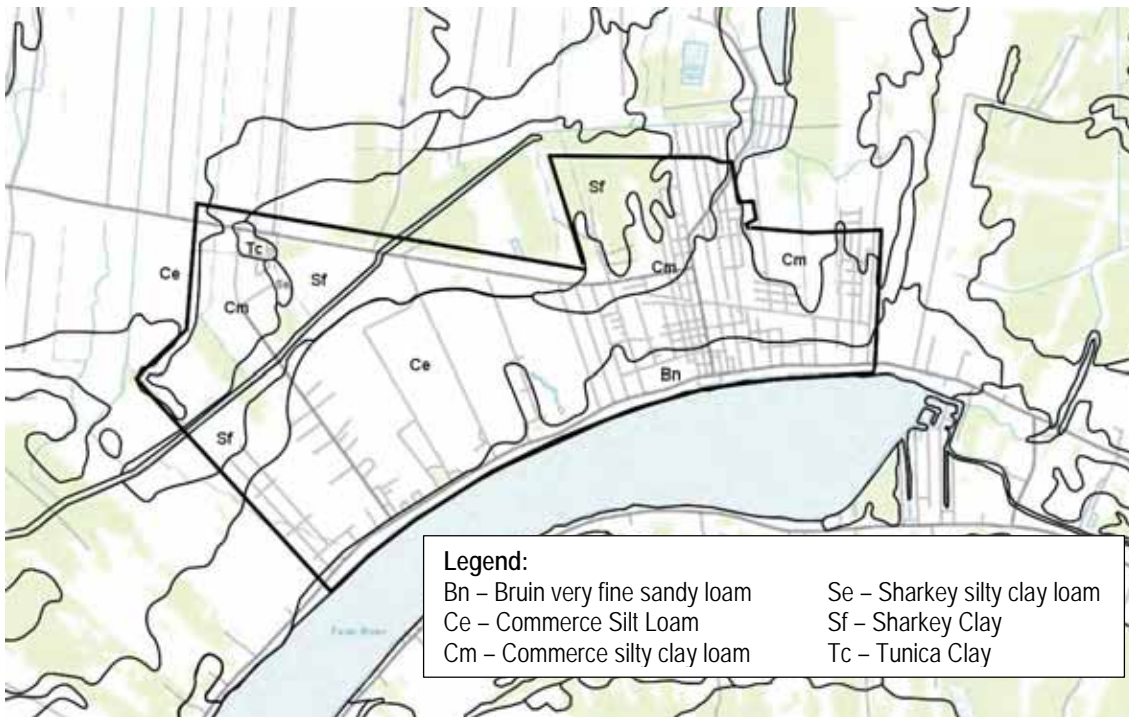 Sf
Tc
Ce
Se
Sf
Cm
Cm
Cm
Ce
Bn
Sf
Legend:
Bn – Bruin very fine sandy loam
Ce – Commerce Silt Loam
Cm – Commerce silty clay loam
Se – Sharkey silty clay loam
Sf – Sharkey Clay
Tc – Tunica Clay